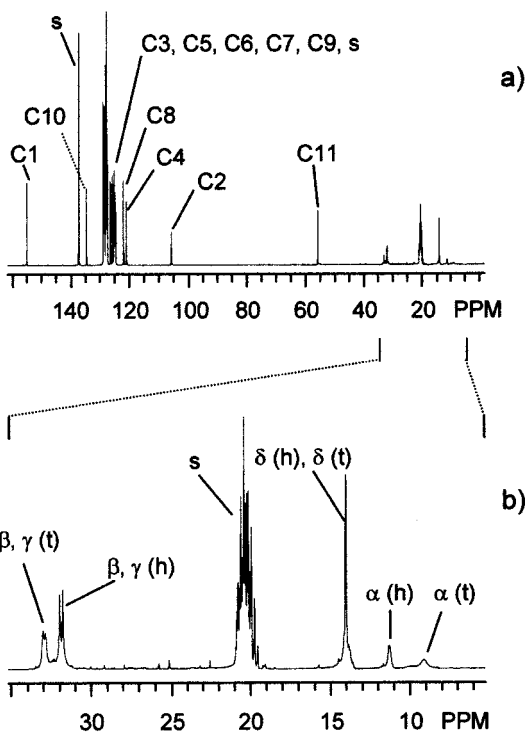 s
C3, C5, C6, C7, C9, s
a)
C10
C8
C1
C4
C2
C11
140 120 100 80 60 40 20 PPM
s
δ (h), δ (t)
b)
β, γ (t)
β, γ (h)
α (h)
α (t)
30 25 20 15 10 PPM